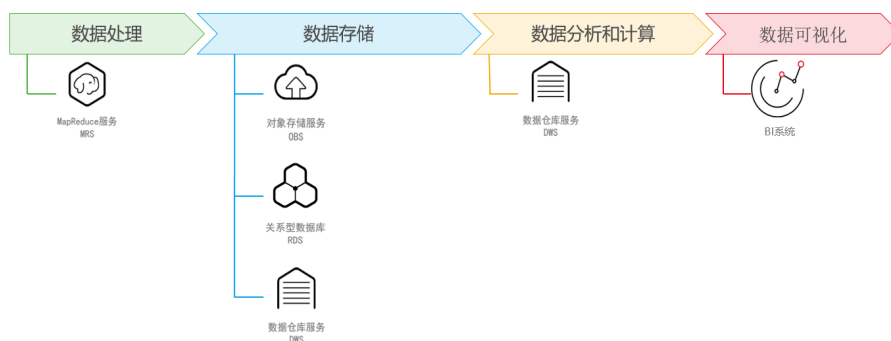 数据处理
数据存储
数据分析和计算
数据可视化
MapReduce服务
MRS
对象存储服务
OBS
关系型数据库
RDS
数据仓库服务
DWS
数据仓库服务
DWS
BI系统